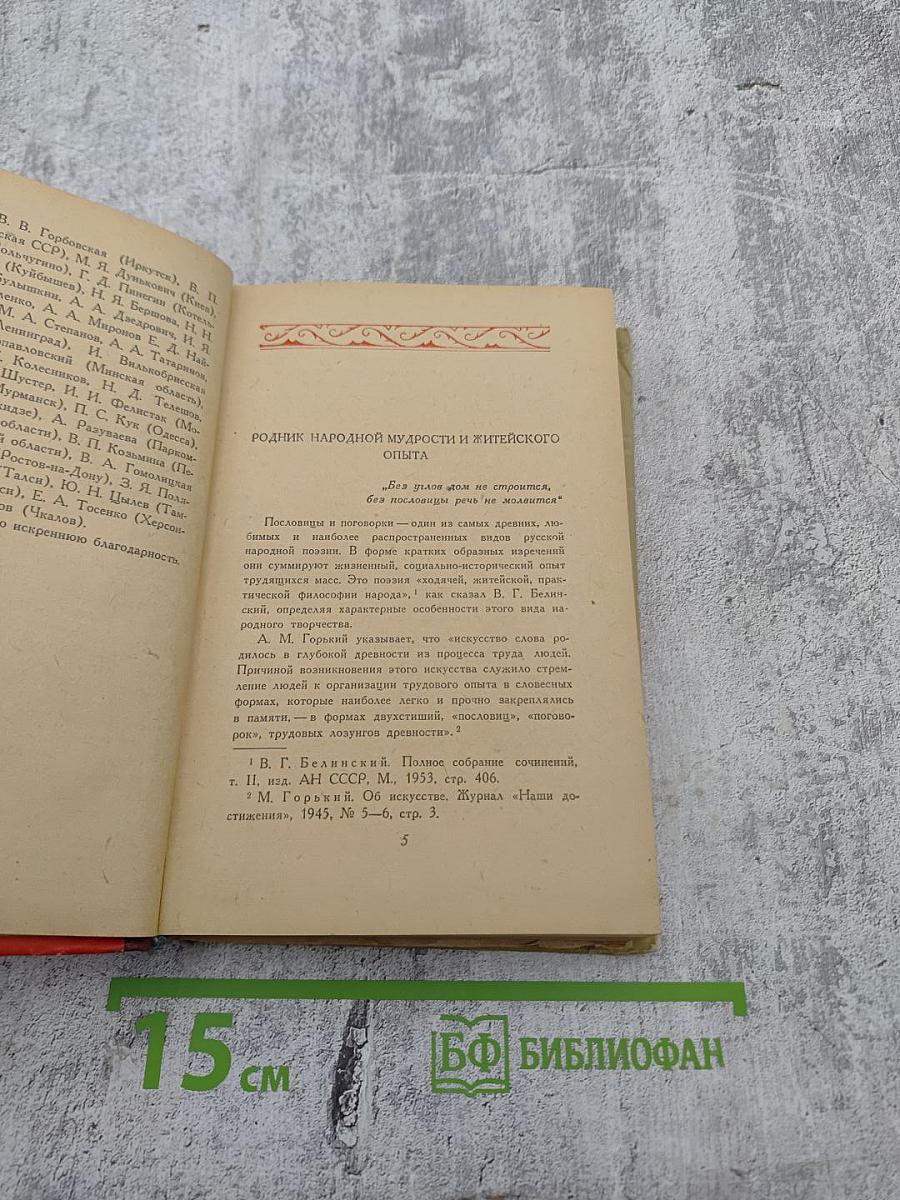 В. В. Горбовская (Иркутск), В. П.
ская ССР), М. Я. Дунькович (Киев),
ольчугино), Г. Д. Пинегин (Котель-
(Куйбышев), Н. Я. Бершова, Н. Н.
улышкин, А. А. Дзедрович, И. Я.
ленко, А. А. Миронов Е. Д. Най-
М. А. Степанов, А. А. Татаринов,
Ленинград), И. Вилькобрисская
опавловский (Минская область),
Колесников, Н. Д. Телешов,
Шустер, И. И. Фелистак (Мо-
Мурманск), П. С. Кук (Одесса),
кидзе), А. Разуваева (Парком-
области), В. П. Козьмина (Пе-
й области), В. А. Гомолицкая
Ростов-на-Дону), З. Я. Поля-
(Талси), Ю. Н. Цылев (Там-
си), Е. А. Тосенко (Херсон-
ов (Чкалов).
о искреннюю благодарность.
РОДНИК НАРОДНОЙ МУДРОСТИ И ЖИТЕЙСКОГО
ОПЫТА
„Без углов дом не строится,
без пословицы речь не молвится“
Пословицы и поговорки — один из самых древних, лю-
бимых и наиболее распространенных видов русской
народной поэзии. В форме кратких образных изречений
они суммируют жизненный, социально-исторический опыт
трудящихся масс. Это поэзия «ходячей, житейской, прак-
тической философии народа»,¹ как сказал В. Г. Белин-
ский, определяя характерные особенности этого вида на-
родного творчества.
А. М. Горький указывает, что «искусство слова ро-
дилось в глубокой древности из процесса труда людей.
Причиной возникновения этого искусства служило стрем-
ление людей к организации трудового опыта в словесных
формах, которые наиболее легко и прочно закреплялись
в памяти, — в формах двухстиший, «пословиц», «погово-
рок», трудовых лозунгов древности».²
¹ В. Г. Белинский. Полное собрание сочинений,
т. II, изд. АН СССР, М., 1953, стр. 406.
² М. Горький. Об искусстве. Журнал «Наши до-
стижения», 1945, № 5—6, стр. 3.
5
15 см
БФ БИБЛИОФАН